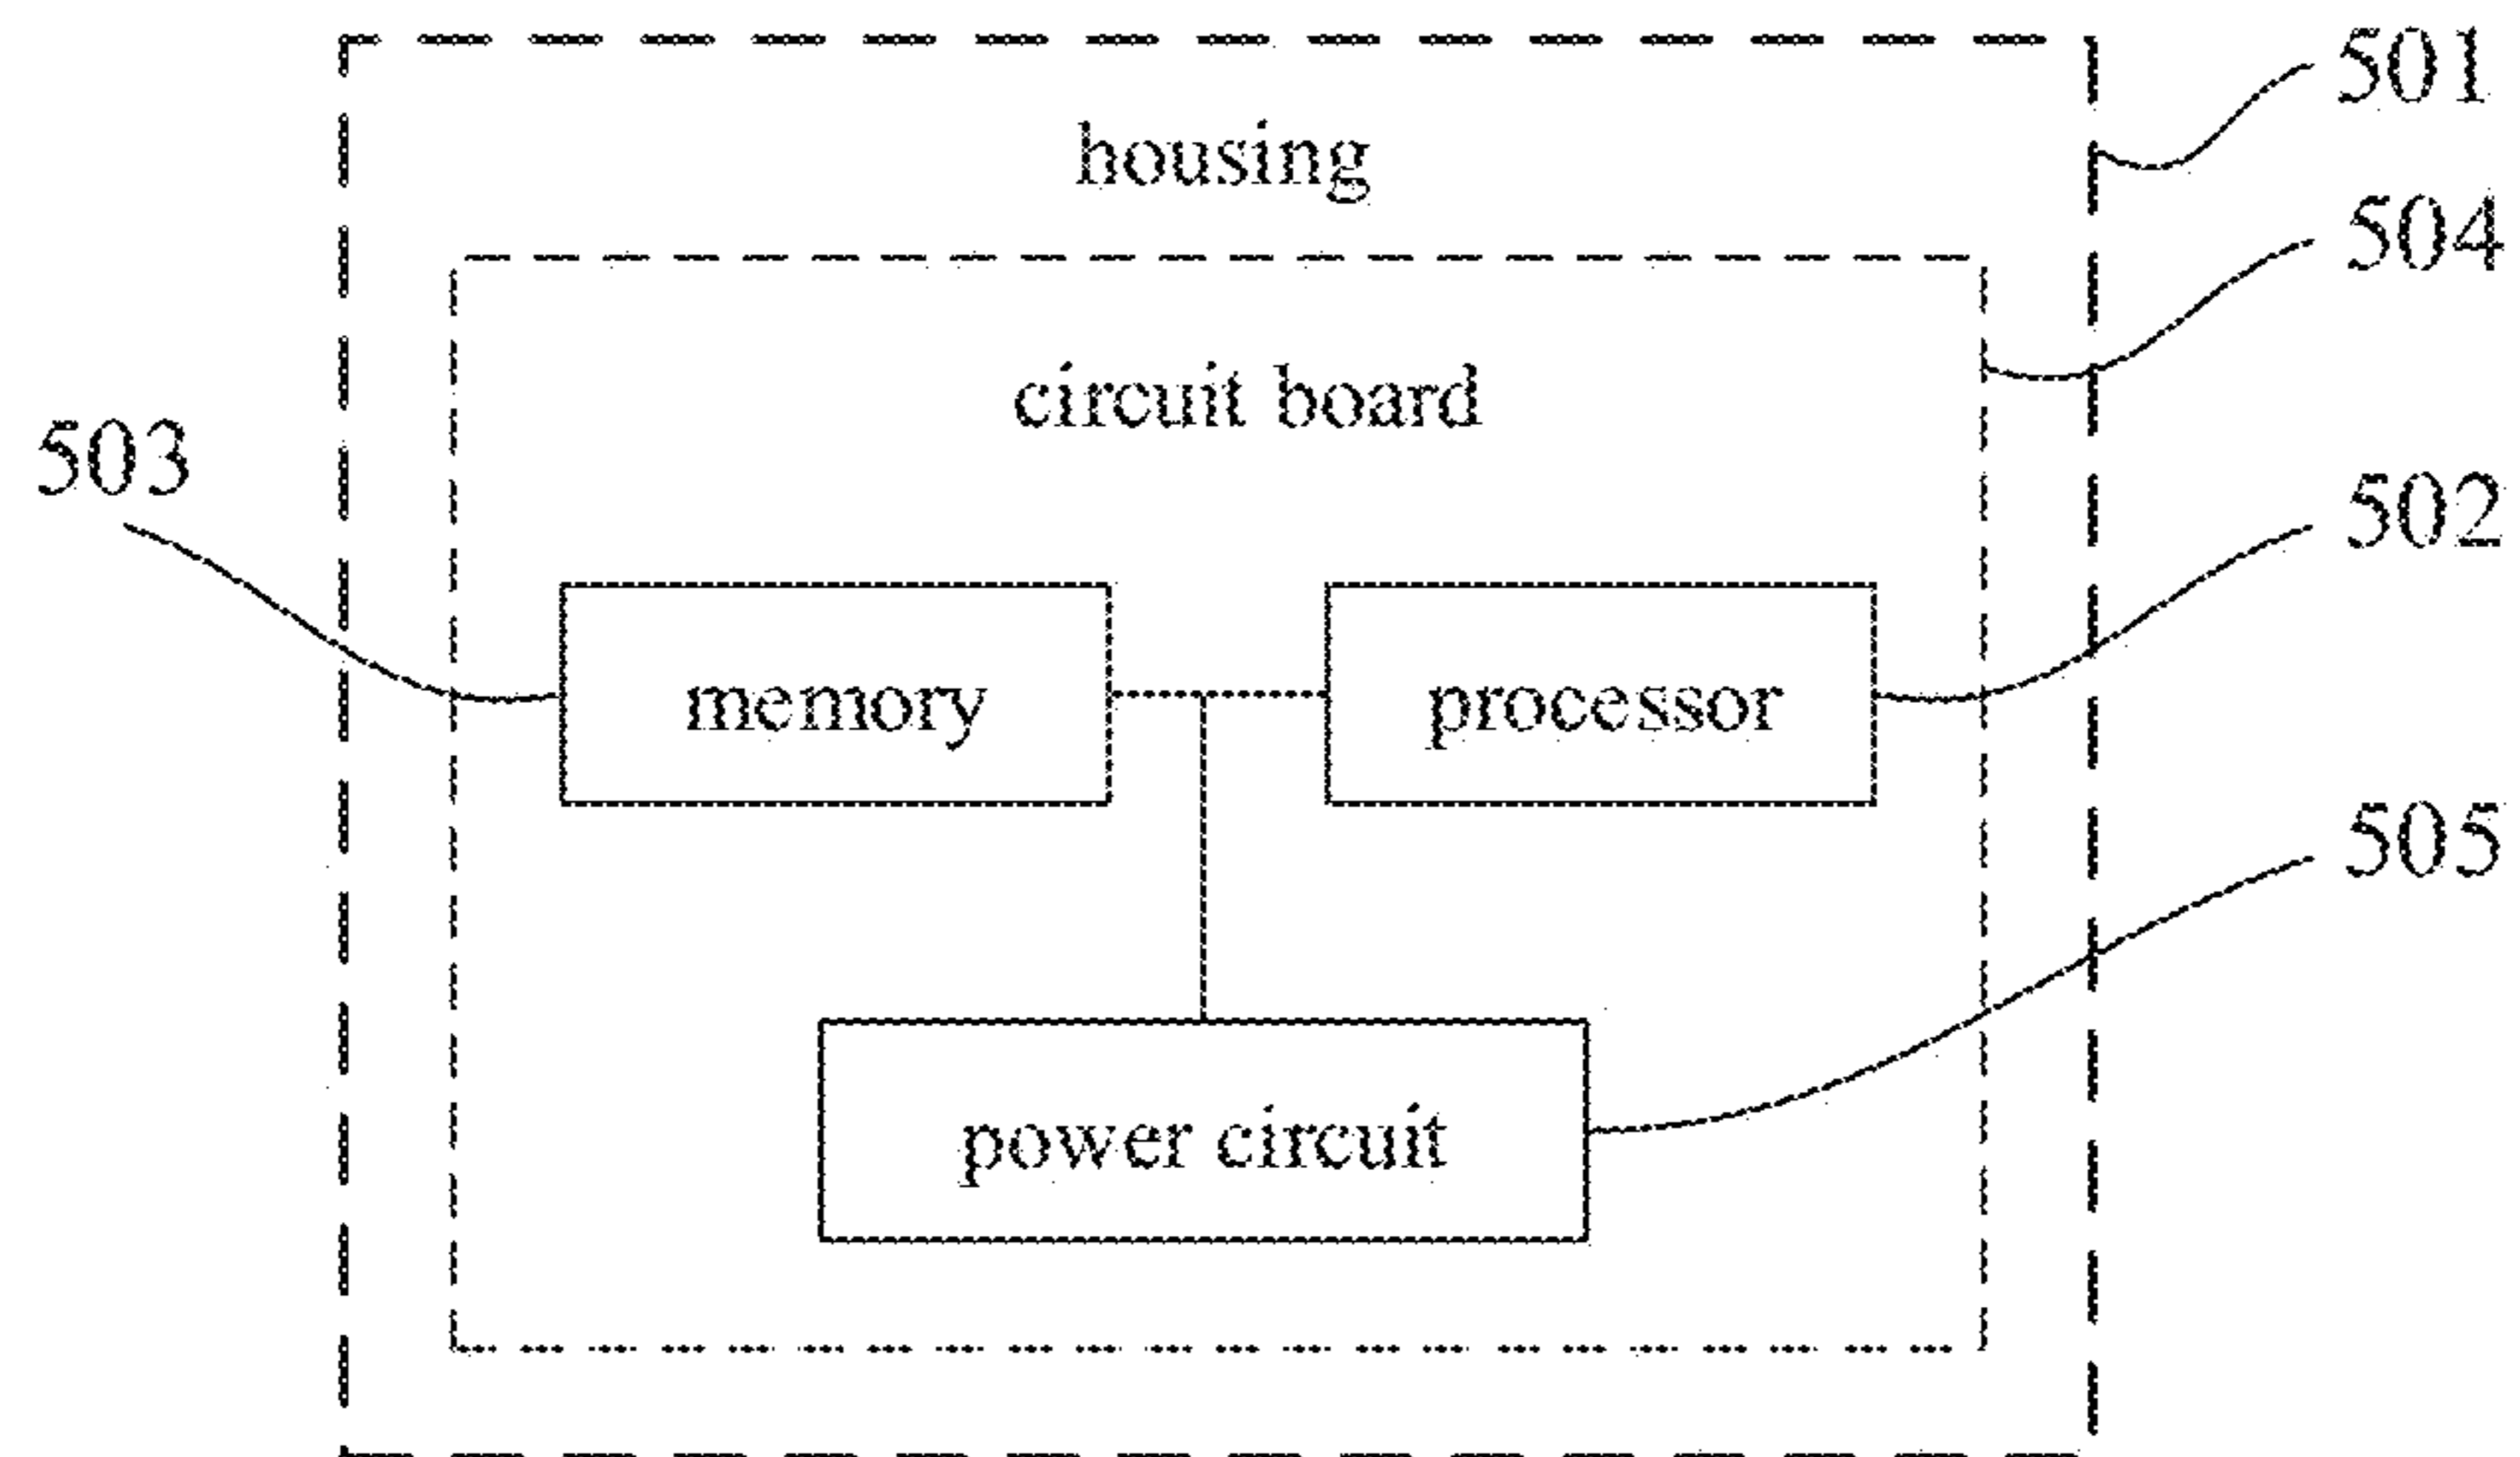 501
housing
504
circuit board
503
502
memory
processor
505
power circuit